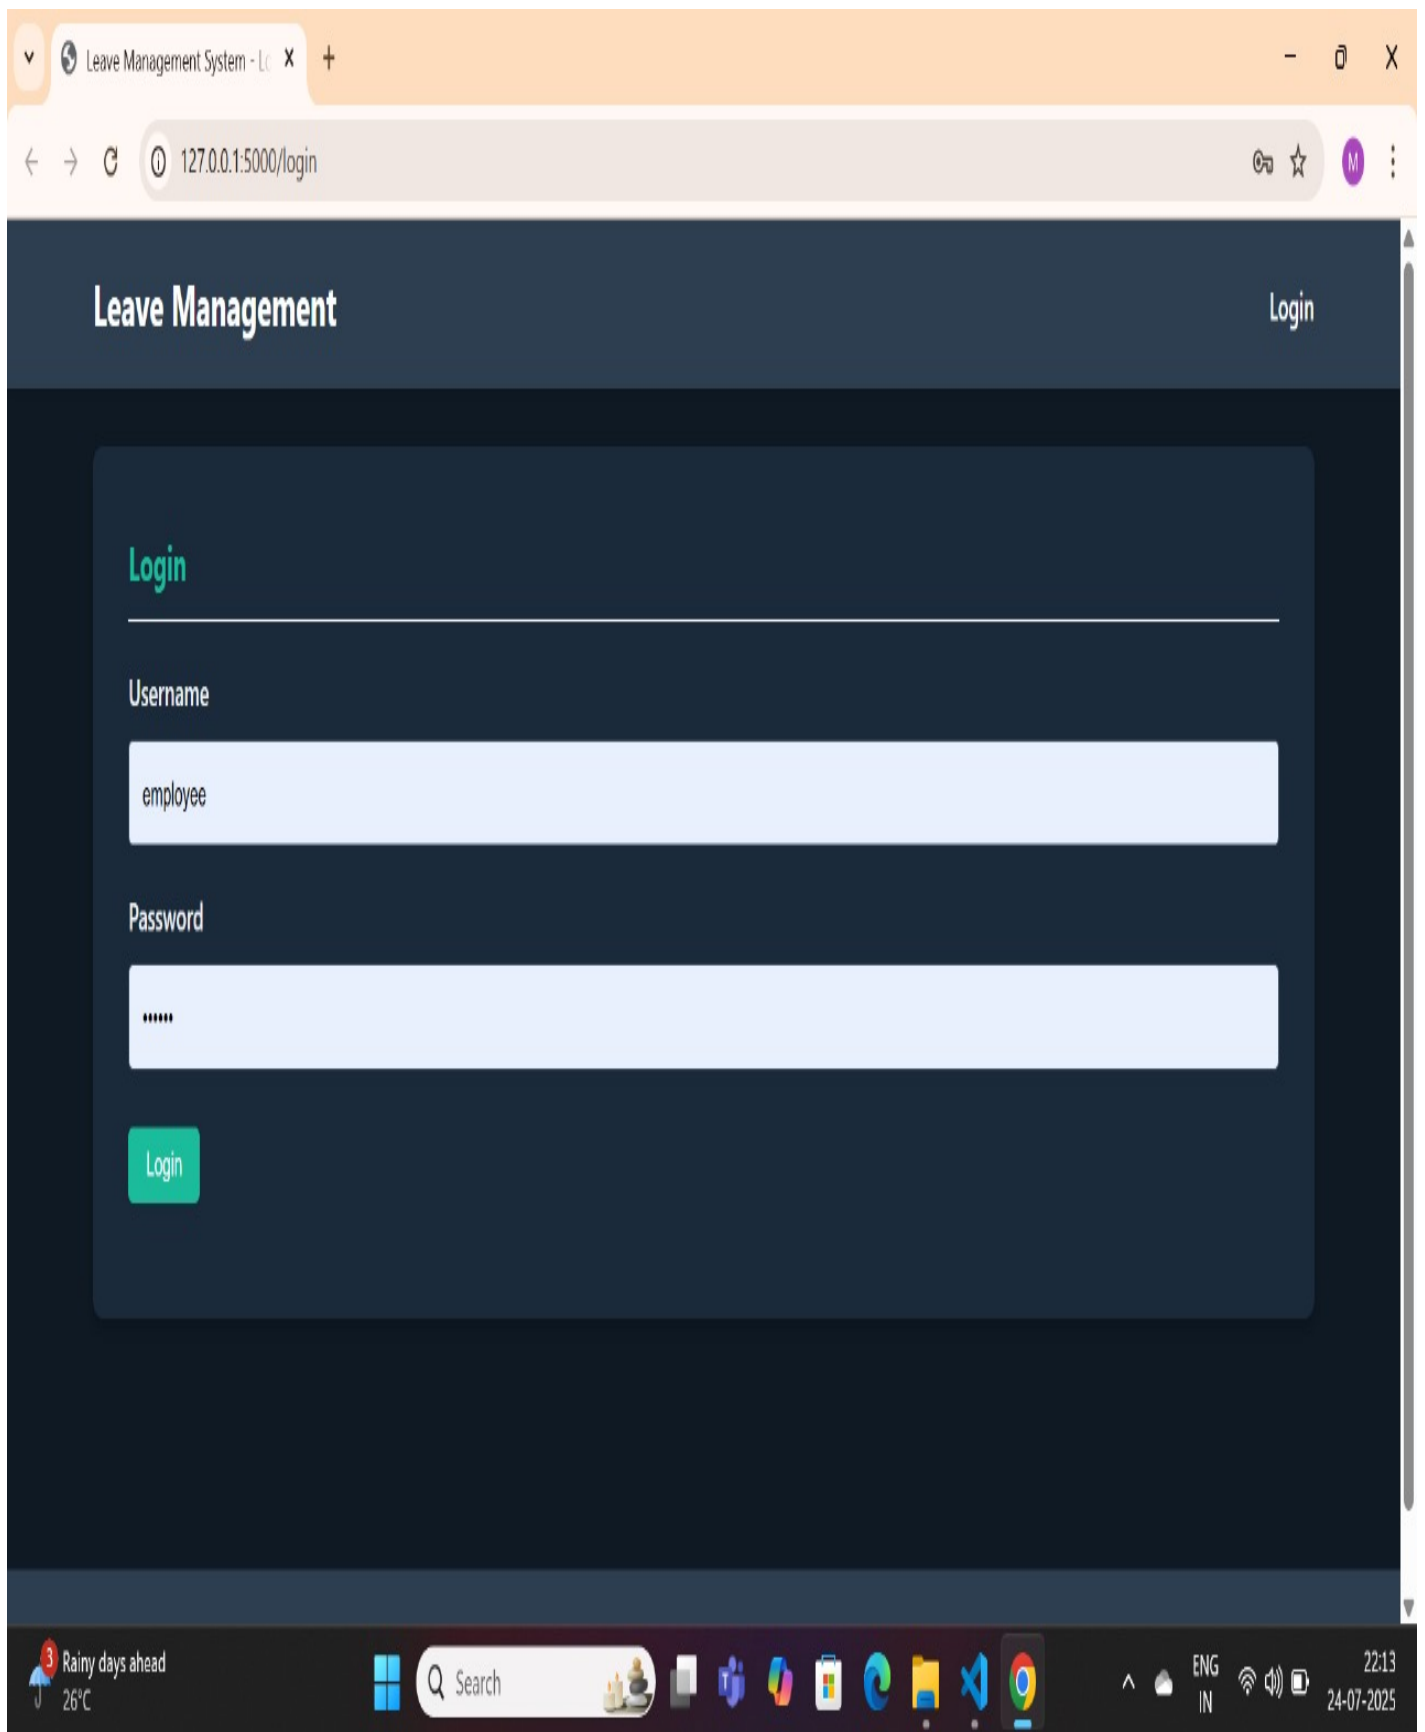 Leave Management System - Lo
127.0.0.1:5000/login
M
Leave Management
Login
Login
Username
employee
Password
••••••
Login
3
Rainy days ahead
26°C
Search
ENG
IN
22:13
24-07-2025